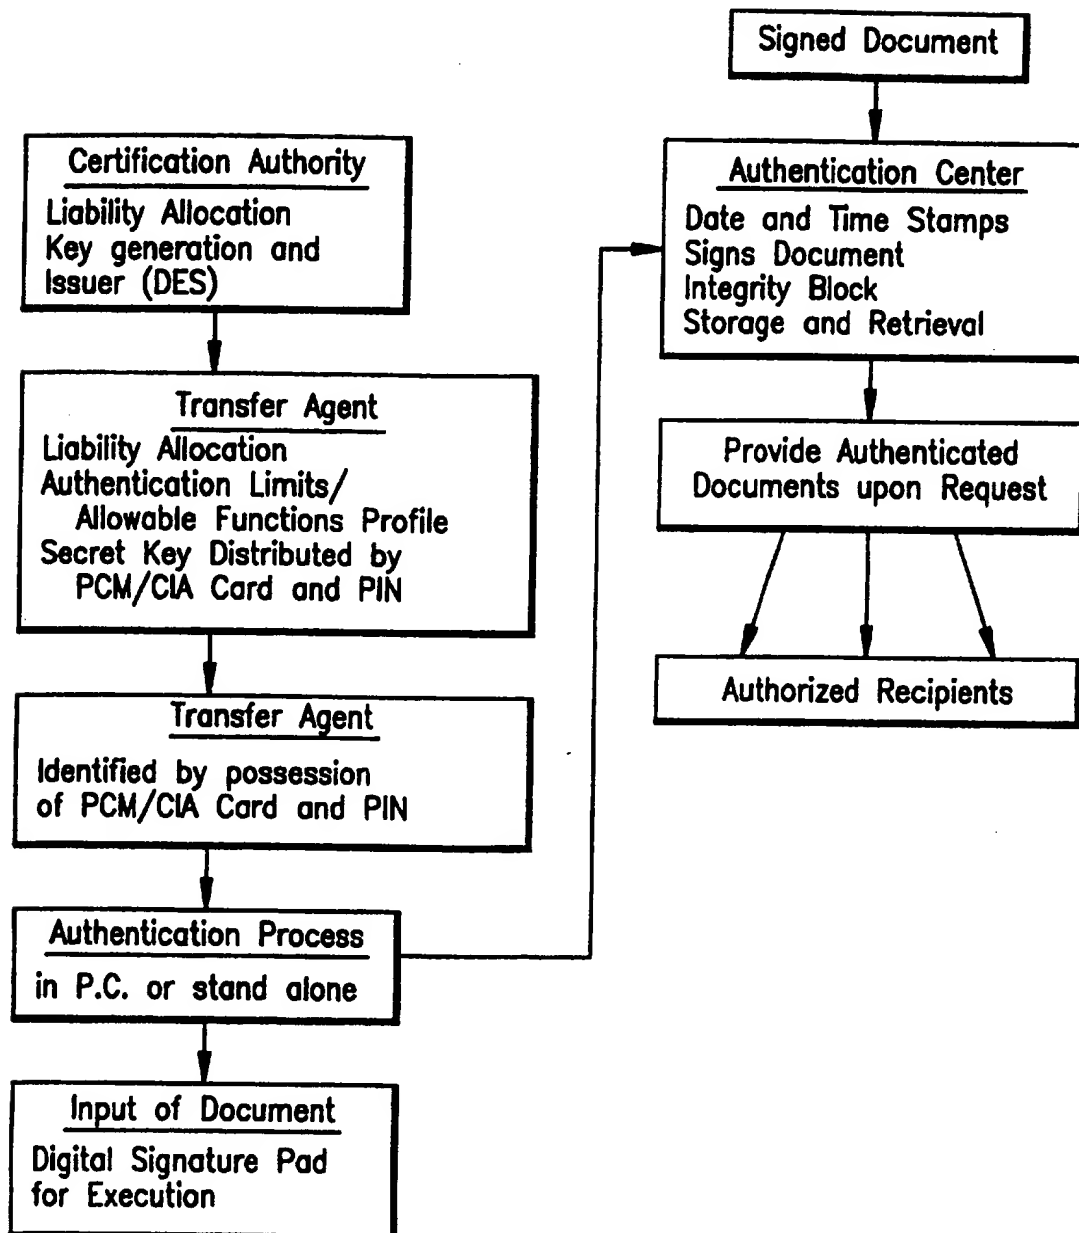 Certification Authority
Liability Allocation
Key generation and
Issuer (DES)
Transfer Agent
Liability Allocation
Authentication Limits/
Allowable Functions Profile
Secret Key Distributed by
PCM/CIA Card and PIN
Transfer Agent
Identified by possession
of PCM/CIA Card and PIN
Authentication Process
in P.C. or stand alone
Input of Document
Digital Signature Pad
for Execution
Signed Document
Authentication Center
Date and Time Stamps
Signs Document
Integrity Block
Storage and Retrieval
Provide Authenticated
Documents upon Request
Authorized Recipients